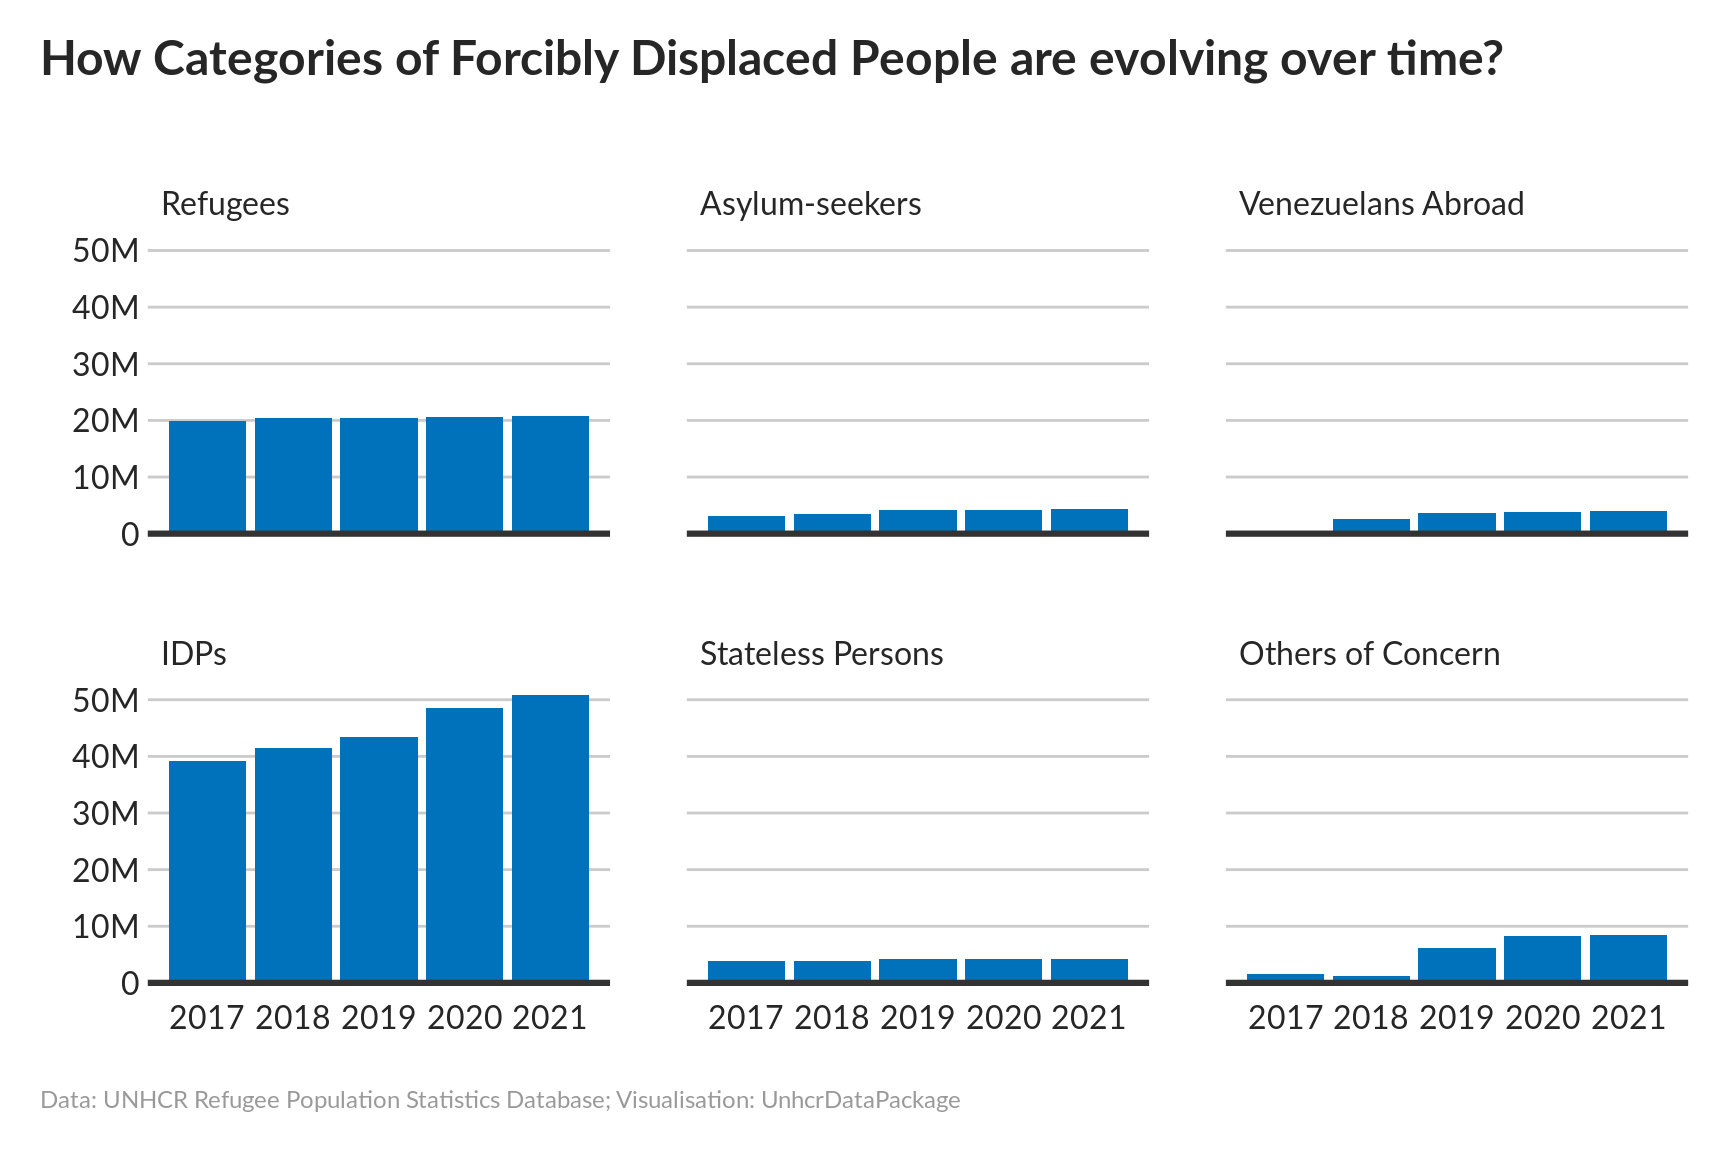 How Categories of Forcibly Displaced People are evolving over time?
Refugees
Asylum-seekers
Venezuelans Abroad
50M
40M
30M
20M
10M
0
IDPs
Stateless Persons
Others of Concern
50M
40M
30M
20M
10M
0
2017 2018 2019 2020 2021
2017 2018 2019 2020 2021
2017 2018 2019 2020 2021
Data: UNHCR Refugee Population Statistics Database; Visualisation: UnhcrDataPackage